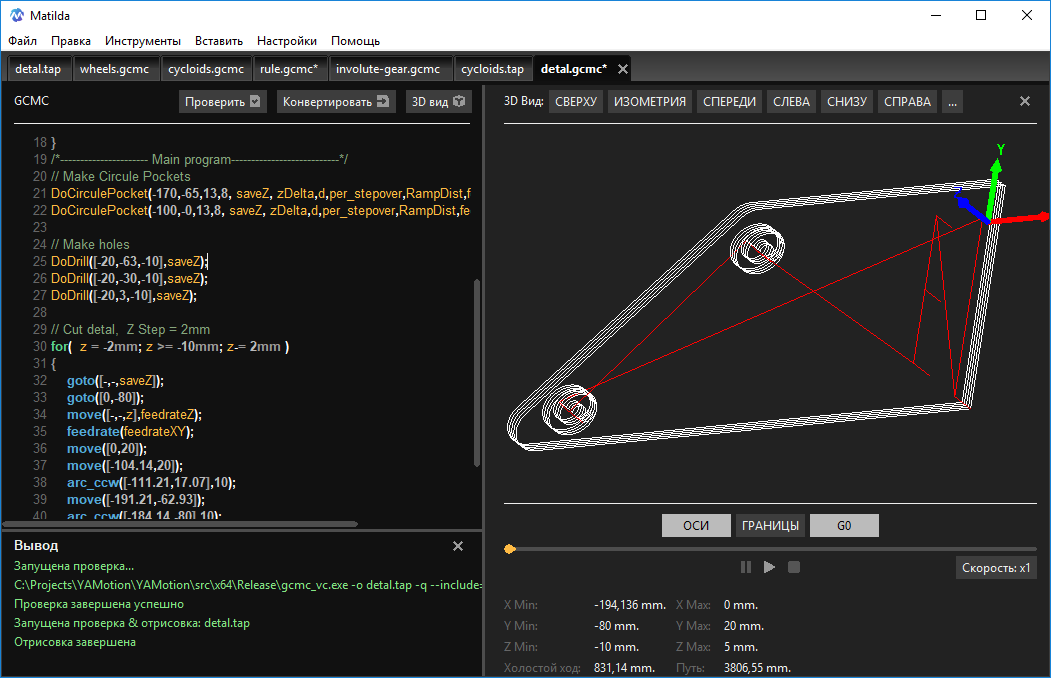 Matilda
Файл Правка Инструменты Вставить Настройки Помощь
detal.tap wheels.gcmc cycloids.gcmc rule.gcmc* involute-gear.gcmc cycloids.tap detal.gcmc*
GCMC Проверить Конвертировать 3D вид
18 }
19 /*---------------------- Main program---------------------------*/
20 // Make Circule Pockets
21 DoCirculePocket(-170,-65,13,8, saveZ, zDelta,d,per_stepover,RampDist,f
22 DoCirculePocket(-100,-0,13,8, saveZ, zDelta,d,per_stepover,RampDist,fe
23
24 // Make holes
25 DoDrill([-20,-63,-10],saveZ);
26 DoDrill([-20,-30,-10],saveZ);
27 DoDrill([-20,3,-10],saveZ);
28
29 // Cut detal, Z Step = 2mm
30 for( z = -2mm; z >= -10mm; z-= 2mm )
31 {
32 goto([-,-,saveZ]);
33 goto([0,-80]);
34 move([-,-,z],feedrateZ);
35 feedrate(feedrateXY);
36 move([0,20]);
37 move([-104.14,20]);
38 arc_ccw([-111.21,17.07],10);
39 move([-191.21,-62.93]);
40 arc_ccw([-184.14,-80],10);
Вывод
Запущена проверка...
C:\Projects\YAMotion\YAMotion\src\x64\Release\gcmc_vc.exe -o detal.tap -q --include=
Проверка завершена успешно
Запущена проверка & отрисовка: detal.tap
Отрисовка завершена
3D Вид: СВЕРХУ ИЗОМЕТРИЯ СПЕРЕДИ СЛЕВА СНИЗУ СПРАВА ...
Y
ОСИ ГРАНИЦЫ G0
Скорость: x1
X Min: -194,136 mm. X Max: 0 mm.
Y Min: -80 mm. Y Max: 20 mm.
Z Min: -10 mm. Z Max: 5 mm.
Холостой ход: 831,14 mm. Путь: 3806,55 mm.